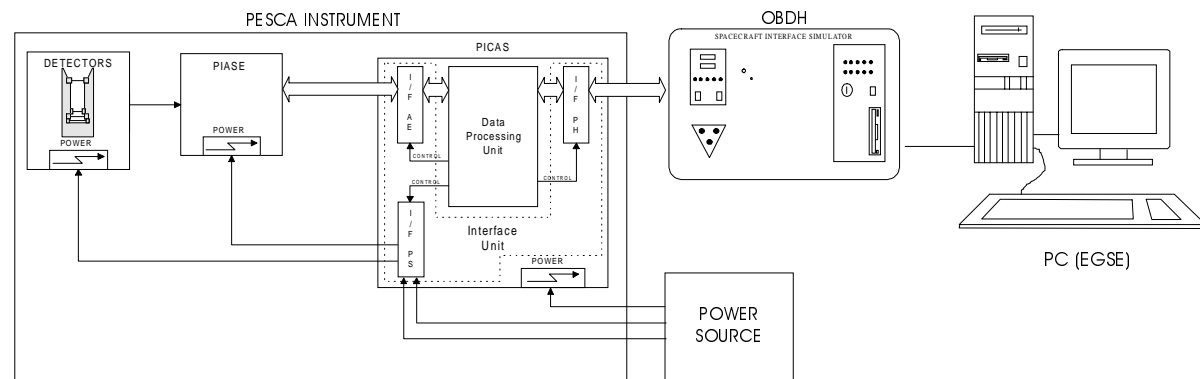 PESCA INSTRUMENT
OBDH
PICAS
SPACECRAFT INTERFACE SIMULATOR
DETECTORS
PIASE
I/F AE
Data
Processing
Unit
I/F PH
POWER
POWER
CONTROL
CONTROL
CONTROL
I/F PS
Interface
Unit
POWER
PC (EGSE)
POWER
SOURCE